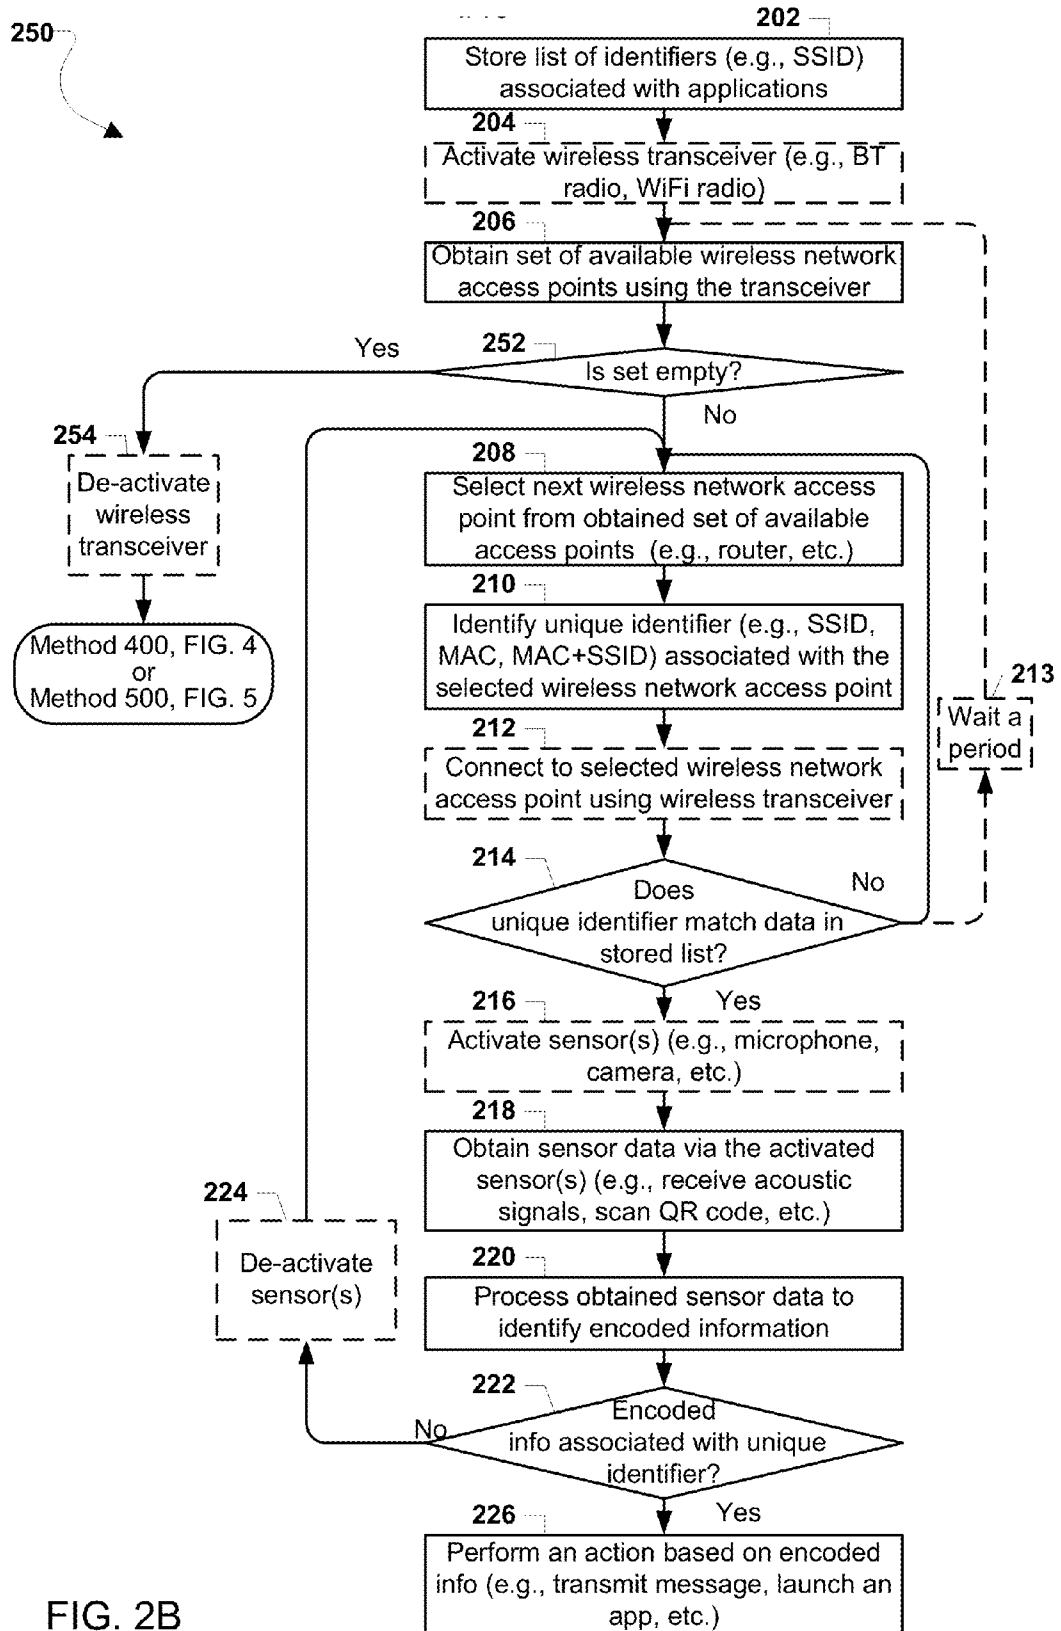 250
202
Store list of identifiers (e.g., SSID)
associated with applications
204
Activate wireless transceiver (e.g., BT
radio, WiFi radio)
206
Obtain set of available wireless network
access points using the transceiver
Yes
252
Is set empty?
No
254
De-activate
wireless
transceiver
Method 400, FIG. 4
or
Method 500, FIG. 5
208
Select next wireless network access
point from obtained set of available
access points (e.g., router, etc.)
210
Identify unique identifier (e.g., SSID,
MAC, MAC+SSID) associated with the
selected wireless network access point
213
Wait a
period
212
Connect to selected wireless network
access point using wireless transceiver
214
No
Does
unique identifier match data in
stored list?
Yes
216
Activate sensor(s) (e.g., microphone,
camera, etc.)
218
Obtain sensor data via the activated
sensor(s) (e.g., receive acoustic
signals, scan QR code, etc.)
224
De-activate
sensor(s)
220
Process obtained sensor data to
identify encoded information
222
No
Encoded
info associated with unique
identifier?
Yes
226
Perform an action based on encoded
info (e.g., transmit message, launch an
app, etc.)
FIG. 2B